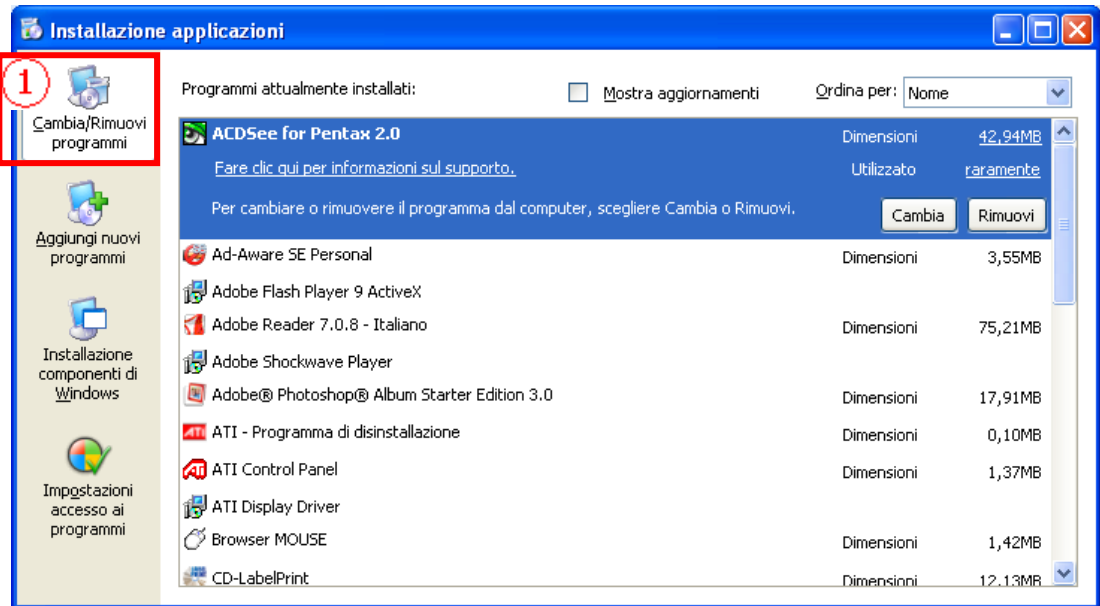 Installazione applicazioni
1
Cambia/Rimuovi
programmi
Aggiungi nuovi
programmi
Installazione
componenti di
Windows
Impostazioni
accesso ai
programmi
Programmi attualmente installati:
Mostra aggiornamenti
Ordina per: Nome
ACDSee for Pentax 2.0 Dimensioni 42,94MB
Fare clic qui per informazioni sul supporto. Utilizzato raramente
Per cambiare o rimuovere il programma dal computer, scegliere Cambia o Rimuovi. Cambia Rimuovi
Ad-Aware SE Personal Dimensioni 3,55MB
Adobe Flash Player 9 ActiveX
Adobe Reader 7.0.8 - Italiano Dimensioni 75,21MB
Adobe Shockwave Player
Adobe® Photoshop® Album Starter Edition 3.0 Dimensioni 17,91MB
ATI - Programma di disinstallazione Dimensioni 0,10MB
ATI Control Panel Dimensioni 1,37MB
ATI Display Driver
Browser MOUSE Dimensioni 1,42MB
CD-LabelPrint Dimensioni 12,13MB